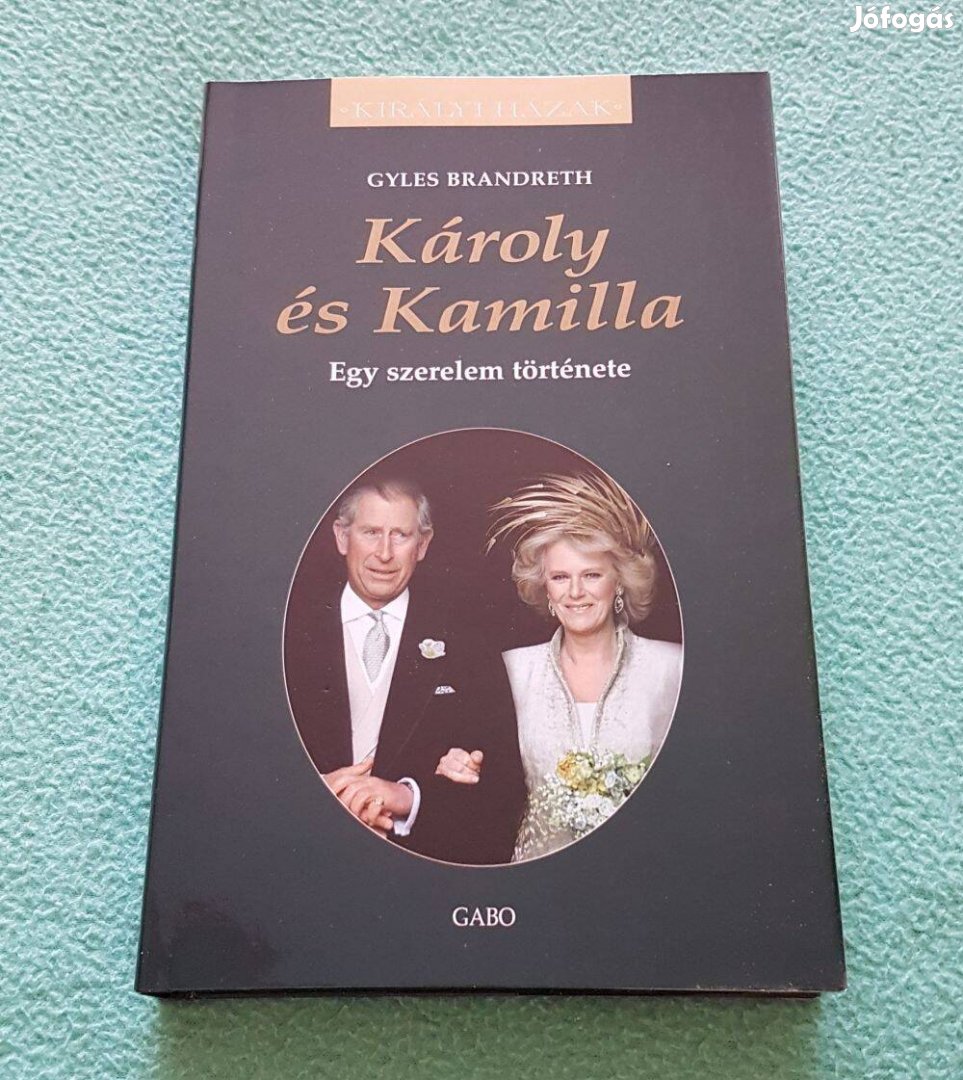 Jófogás
KIRÁLYI HÁZAK
GYLES BRANDRETH
Károly
és Kamilla
Egy szerelem története
GABO